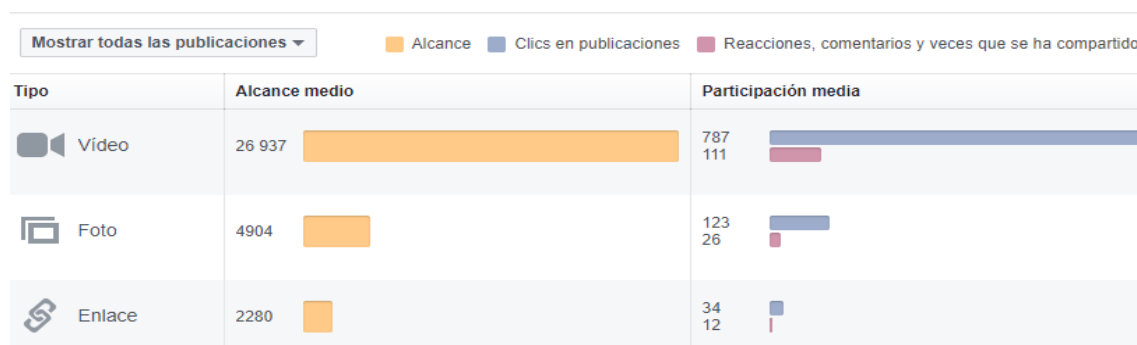 Mostrar todas las publicaciones
Alcance
Clics en publicaciones
Reacciones, comentarios y veces que se ha compartido
Tipo
Alcance medio
Participación media
Vídeo
26 937
787
111
Foto
4904
123
26
Enlace
2280
34
12